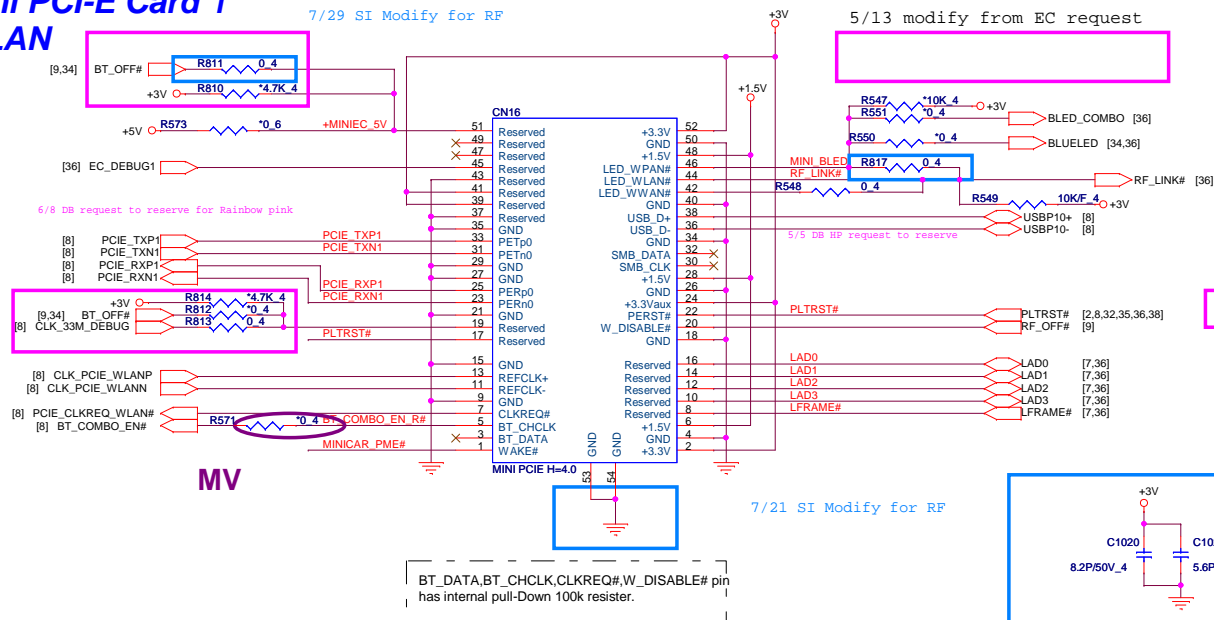 ni PCI-E Card 1
LAN
7/29 SI Modify for RF
5/13 modify from EC request
+3V
[9,34] BT_OFF# R811 0_4
+3V R810 *4.7K_4
+5V R573 *0_6 +MINIEC_5V
[36] EC_DEBUG1
6/8 DB request to reserve for Rainbow pink
[8] PCIE_TXP1 PCIE_TXP1
[8] PCIE_TXN1 PCIE_TXN1
[8] PCIE_RXP1
[8] PCIE_RXN1
PCIE_RXP1
PCIE_RXN1
+3V R814 *4.7K_4
[9,34] BT_OFF# R812 *0_4
[8] CLK_33M_DEBUG R813 0_4
PLTRST#
[8] CLK_PCIE_WLANP
[8] CLK_PCIE_WLANN
[8] PCIE_CLKREQ_WLAN#
[8] BT_COMBO_EN# R571 *0_4 BT_COMBO_EN_R#
MINICAR_PME#
MV
CN16
51 Reserved +3.3V 52
49 Reserved GND 50
47 Reserved +1.5V 48
45 Reserved LED_WPAN# 46
43 Reserved LED_WLAN# 44
41 Reserved LED_WWAN# 42
39 Reserved GND 40
37 Reserved USB_D+ 38
35 GND USB_D- 36
33 PETp0 GND 34
31 PETn0 SMB_DATA 32
29 GND SMB_CLK 30
27 GND +1.5V 28
25 PERp0 GND 26
23 PERn0 +3.3Vaux 24
21 GND PERST# 22
19 Reserved W_DISABLE# 20
17 Reserved GND 18
15 GND Reserved 16
13 REFCLK+ Reserved 14
11 REFCLK- Reserved 12
9 GND Reserved 10
7 CLKREQ# Reserved 8
5 BT_CHCLK +1.5V 6
3 BT_DATA GND 4
1 WAKE# +3.3V 2
GND GND
53 54
MINI PCIE H=4.0
+1.5V
R547 *10K_4 +3V
R551 *0_4 BLED_COMBO [36]
R550 *0_4 BLUELED [34,36]
MINI_BLED R817 0_4
RF_LINK# RF_LINK# [36]
R548 0_4
R549 10K/F_4 +3V
USBP10+ [8]
USBP10- [8]
5/5 DB HP request to reserve
PLTRST# PLTRST# [2,8,32,35,36,38]
RF_OFF# [9]
LAD0 LAD0 [7,36]
LAD1 LAD1 [7,36]
LAD2 LAD2 [7,36]
LAD3 LAD3 [7,36]
LFRAME# LFRAME# [7,36]
7/21 SI Modify for RF
+3V
C1020
8.2P/50V_4
5.6P
BT_DATA,BT_CHCLK,CLKREQ#,W_DISABLE# pin
has internal pull-Down 100k resister.